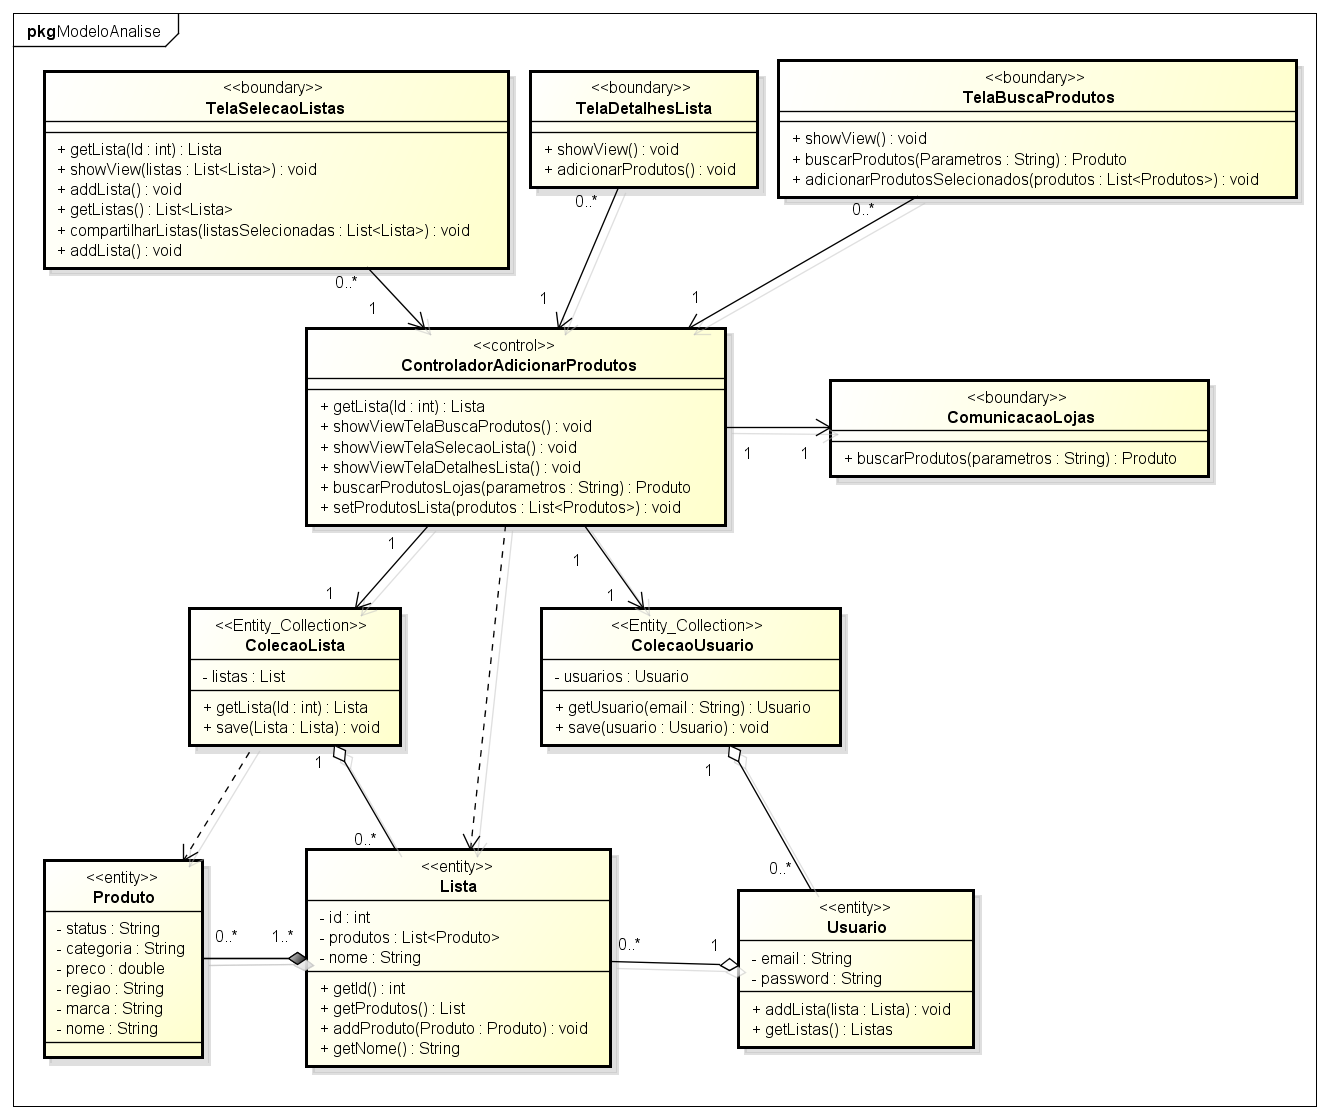 pkg ModeloAnalise
<<boundary>>
TelaSelecaoListas
+ getLista(Id : int) : Lista
+ showView(listas : List<Lista>) : void
+ addLista() : void
+ getListas() : List<Lista>
+ compartilharListas(listasSelecionadas : List<Lista>) : void
+ addLista() : void
<<boundary>>
TelaDetalhesLista
+ showView() : void
+ adicionarProdutos() : void
<<boundary>>
TelaBuscaProdutos
+ showView() : void
+ buscarProdutos(Parametros : String) : Produto
+ adicionarProdutosSelecionados(produtos : List<Produtos>) : void
0..*
1
0..*
1
0..*
1
<<control>>
ControladorAdicionarProdutos
+ getLista(Id : int) : Lista
+ showViewTelaBuscaProdutos() : void
+ showViewTelaSelecaoLista() : void
+ showViewTelaDetalhesLista() : void
+ buscarProdutosLojas(parametros : String) : Produto
+ setProdutosLista(produtos : List<Produtos>) : void
1
1
<<boundary>>
ComunicacaoLojas
+ buscarProdutos(parametros : String) : Produto
1
1
1
1
<<Entity_Collection>>
ColecaoLista
- listas : List
+ getLista(Id : int) : Lista
+ save(Lista : Lista) : void
<<Entity_Collection>>
ColecaoUsuario
- usuarios : Usuario
+ getUsuario(email : String) : Usuario
+ save(usuario : Usuario) : void
1
0..*
1
0..*
<<entity>>
Produto
- status : String
- categoria : String
- preco : double
- regiao : String
- marca : String
- nome : String
0..*
1..*
<<entity>>
Lista
- id : int
- produtos : List<Produto>
- nome : String
+ getId() : int
+ getProdutos() : List
+ addProduto(Produto : Produto) : void
+ getNome() : String
0..*
1
<<entity>>
Usuario
- email : String
- password : String
+ addLista(lista : Lista) : void
+ getListas() : Listas